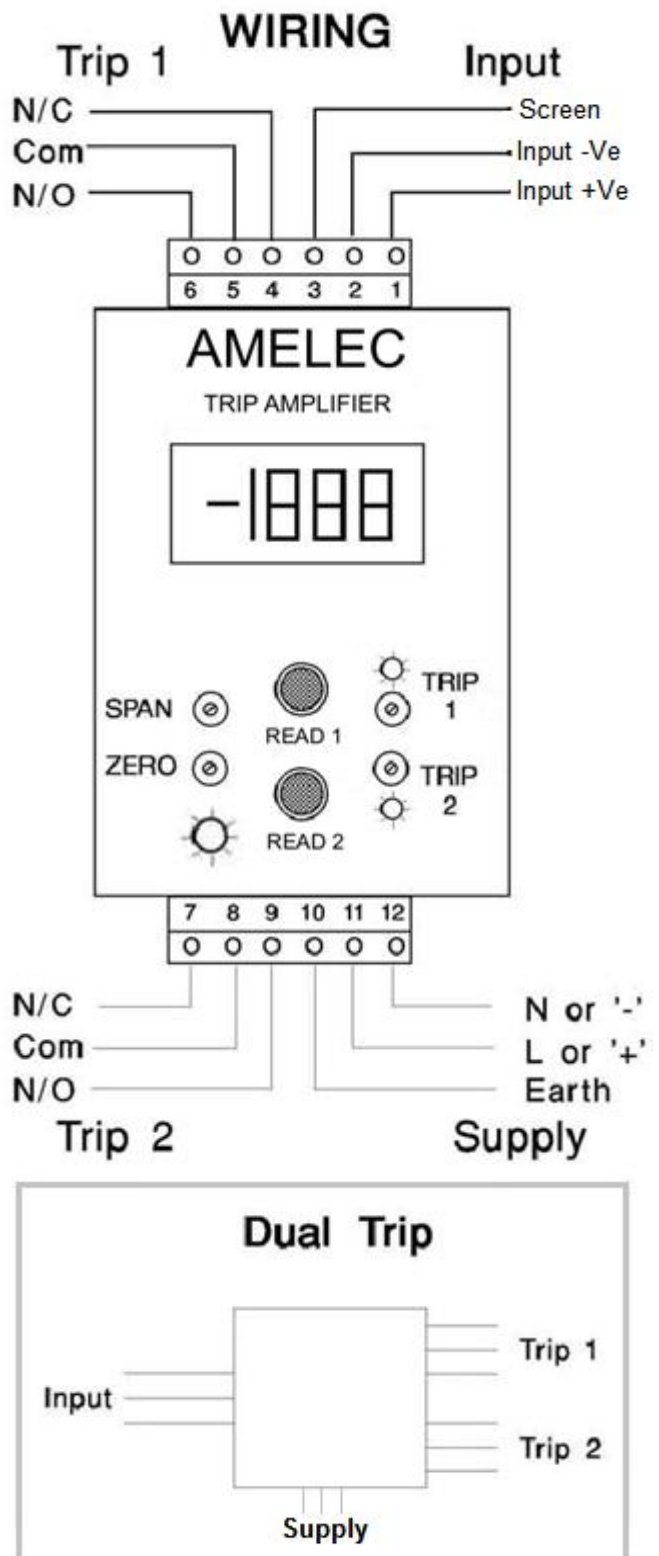 WIRING
Trip 1 Input
N/C Screen
Com Input -Ve
N/O Input +Ve
6 5 4 3 2 1
AMELEC
TRIP AMPLIFIER
-1888
SPAN READ 1 TRIP 1
ZERO READ 2 TRIP 2
7 8 9 10 11 12
N/C N or '-'
Com L or '+'
N/O Earth
Trip 2 Supply
Dual Trip
Input
Trip 1
Trip 2
Supply